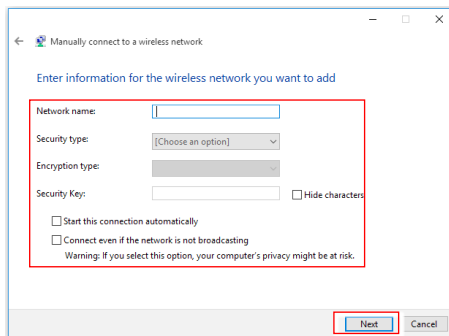 Manually connect to a wireless network
Enter information for the wireless network you want to add
Network name:
Security type: [Choose an option]
Encryption type:
Security Key: Hide characters
Start this connection automatically
Connect even if the network is not broadcasting
Warning: If you select this option, your computer's privacy might be at risk.
Next Cancel